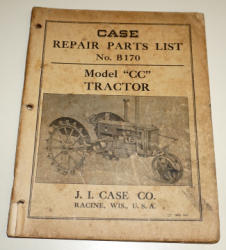 CASE
REPAIR PARTS LIST
No. B170
Model "CC"
TRACTOR
J. I. CASE CO.
RACINE, WIS., U. S. A.